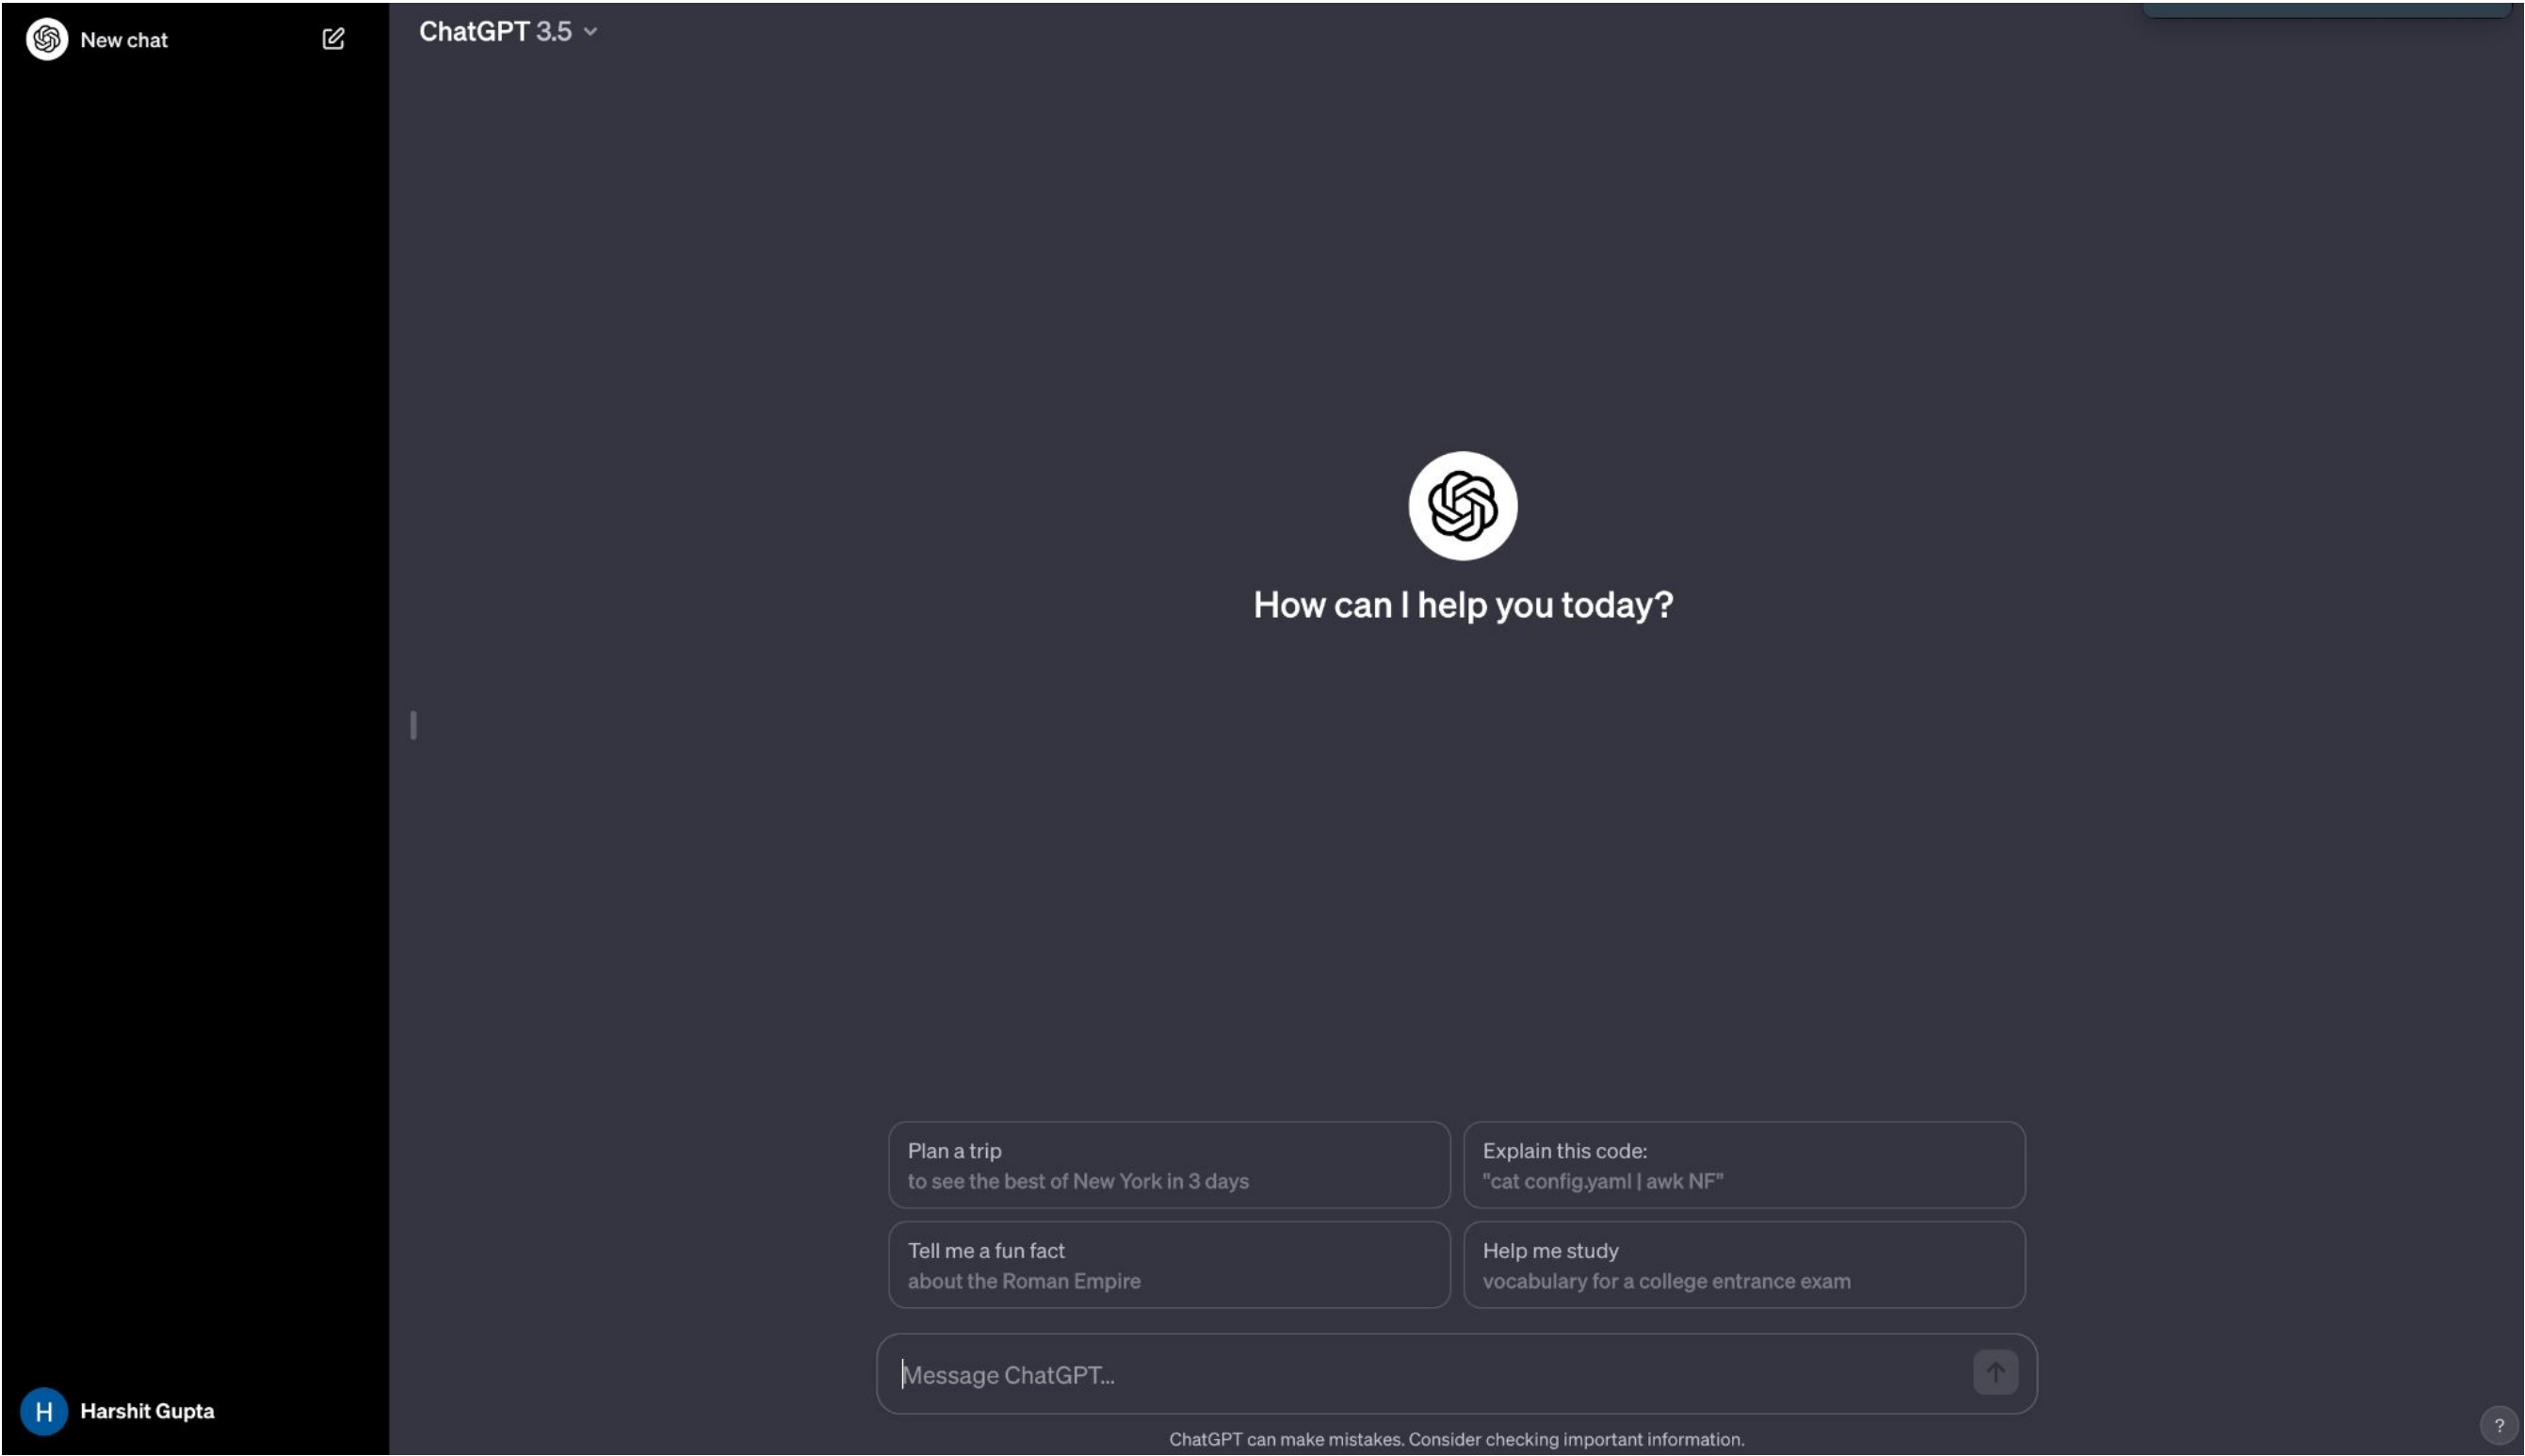 New chat
ChatGPT 3.5
How can I help you today?
Plan a trip
to see the best of New York in 3 days
Explain this code:
"cat config.yaml | awk NF"
Tell me a fun fact
about the Roman Empire
Help me study
vocabulary for a college entrance exam
Message ChatGPT...
H Harshit Gupta
ChatGPT can make mistakes. Consider checking important information.
?